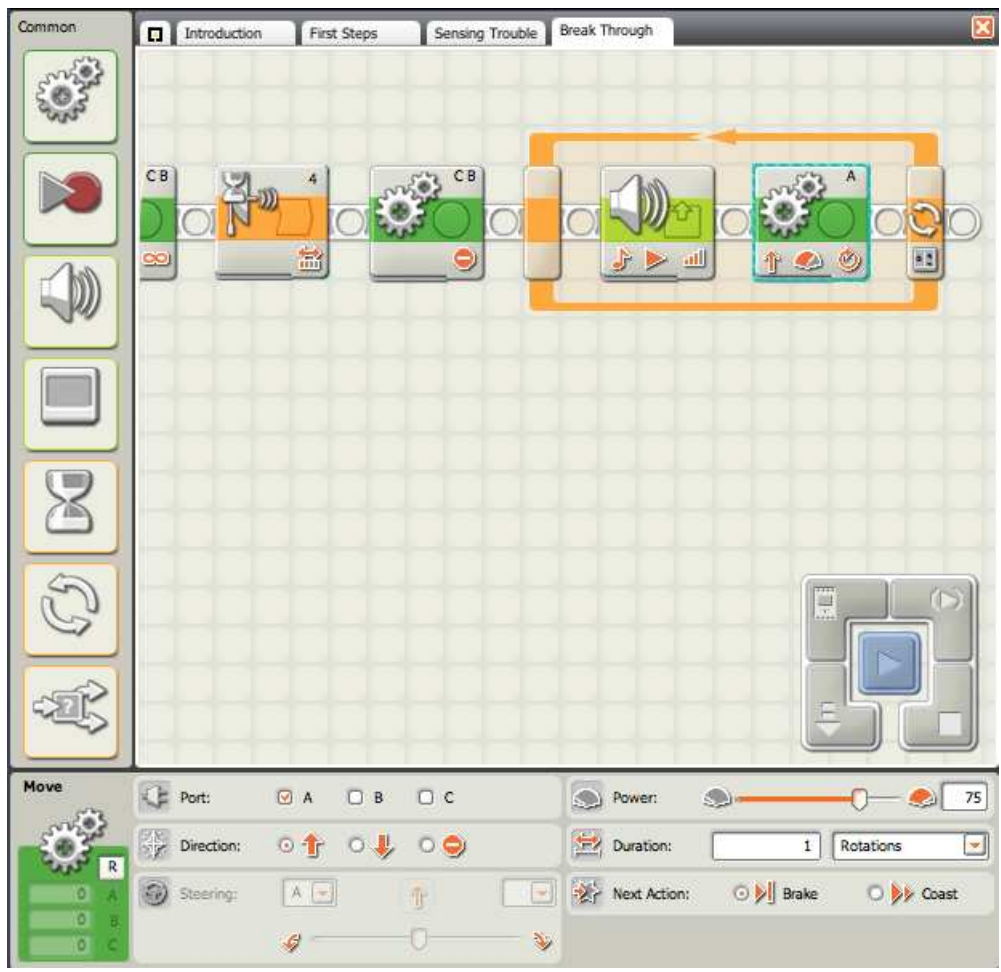 Common
Introduction
First Steps
Sensing Trouble
Break Through
C B
4
C B
A
Move
R
0 A
0 B
0 C
Port: A B C
Direction:
Steering: A
Power: 75
Duration: 1 Rotations
Next Action: Brake Coast